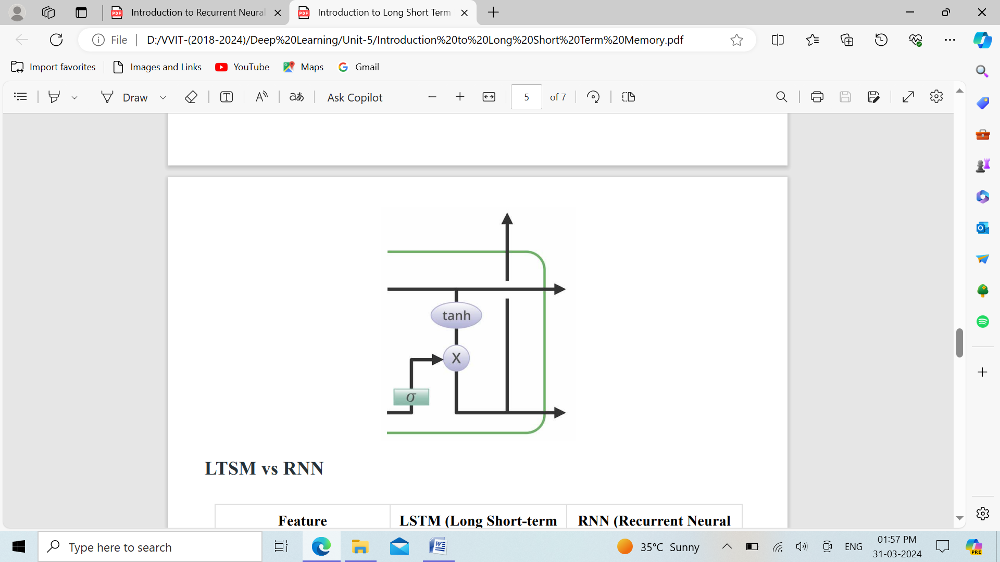 Introduction to Recurrent Neural
Introduction to Long Short Term
File
D:/VVIT-(2018-2024)/Deep%20Learning/Unit-5/Introduction%20to%20Long%20Short%20Term%20Memory.pdf
Import favorites
Images and Links
YouTube
Maps
Gmail
Draw
Ask Copilot
5
of 7
tanh
X
σ
LTSM vs RNN
Feature
LSTM (Long Short-term
RNN (Recurrent Neural
Type here to search
35°C Sunny
ENG
01:57 PM
31-03-2024
PRE